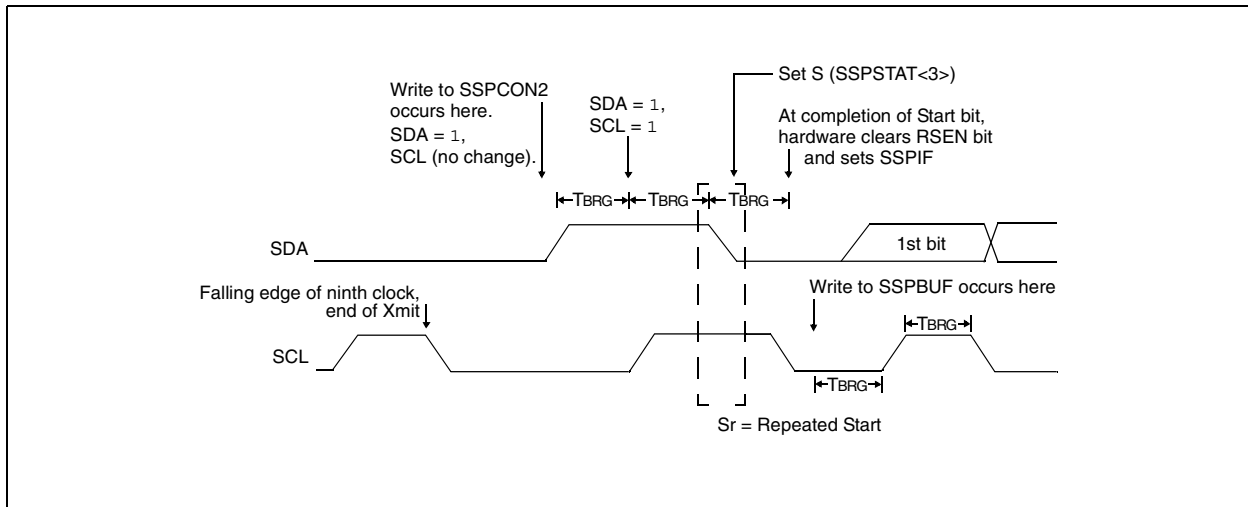 Set S (SSPSTAT<3>)
Write to SSPCON2
occurs here.
SDA = 1,
SCL (no change).
SDA = 1,
SCL = 1
At completion of Start bit,
hardware clears RSEN bit
and sets SSPIF
TBRG
TBRG
TBRG
SDA
1st bit
Falling edge of ninth clock,
end of Xmit
Write to SSPBUF occurs here
TBRG
SCL
TBRG
Sr = Repeated Start